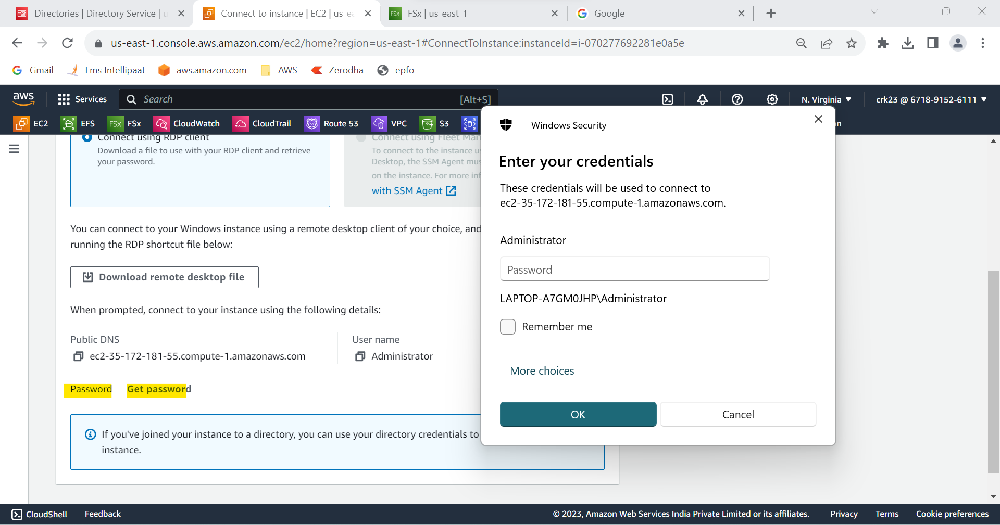 Directories | Directory Service | u
Connect to instance | EC2 | us-ea
FSx | us-east-1
Google
us-east-1.console.aws.amazon.com/ec2/home?region=us-east-1#ConnectToInstance:instanceId=i-070277692281e0a5e
Gmail
Lms Intellipaat
aws.amazon.com
AWS
Zerodha
epfo
aws
Services
Search
[Alt+S]
N. Virginia
crk23 @ 6718-9152-6111
EC2
EFS
FSx
FSx
CloudWatch
CloudTrail
53
Route 53
VPC
S3
n
Connect using RDP client
Download a file to use with your RDP client and retrieve
your password.
Connect using Fleet Man
To connect to the instance us
Desktop, the SSM Agent mus
on the instance. For more inf
with SSM Agent
You can connect to your Windows instance using a remote desktop client of your choice, and
running the RDP shortcut file below:
Download remote desktop file
When prompted, connect to your instance using the following details:
Public DNS
ec2-35-172-181-55.compute-1.amazonaws.com
User name
Administrator
Password
Get password
If you've joined your instance to a directory, you can use your directory credentials to
instance.
Windows Security
Enter your credentials
These credentials will be used to connect to
ec2-35-172-181-55.compute-1.amazonaws.com.
Administrator
Password
LAPTOP-A7GM0JHP\Administrator
Remember me
More choices
OK
Cancel
CloudShell
Feedback
© 2023, Amazon Web Services India Private Limited or its affiliates.
Privacy
Terms
Cookie preferences